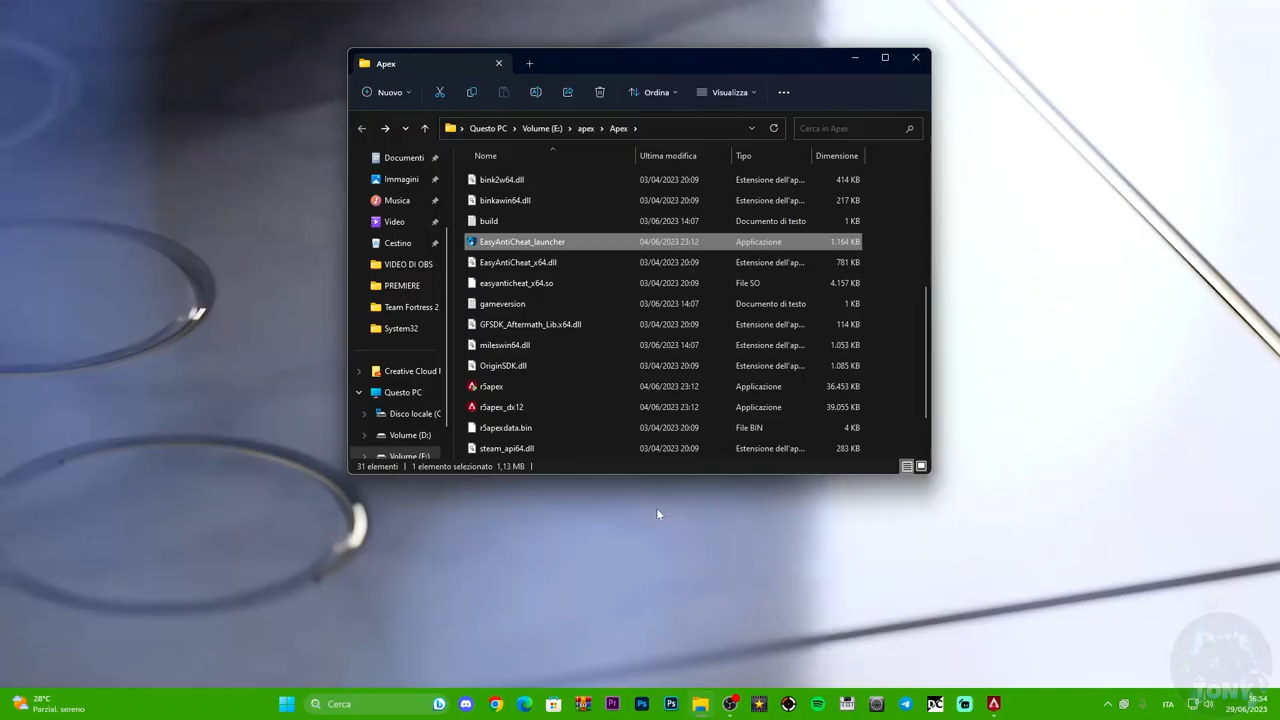 Apex
Nuovo
Ordina
Visualizza
Questo PC
Volume (E:)
apex
Apex
Cerca in Apex
Nome
Ultima modifica
Tipo
Dimensione
Documenti
Immagini
Musica
Video
Cestino
VIDEO DI OBS
PREMIERE
Team Fortress 2
System32
Creative Cloud F
Questo PC
Disco locale (C
Volume (D:)
Volume (E:)
bink2w64.dll 03/04/2023 20:09 Estensione dell'ap... 414 KB
binkawin64.dll 03/04/2023 20:09 Estensione dell'ap... 217 KB
build 03/06/2023 14:07 Documento di testo 1 KB
EasyAntiCheat_launcher 04/06/2023 23:12 Applicazione 1.164 KB
EasyAntiCheat_x64.dll 03/04/2023 20:09 Estensione dell'ap... 781 KB
easyanticheat_x64.so 03/04/2023 20:09 File SO 4.157 KB
gameversion 03/06/2023 14:07 Documento di testo 1 KB
GFSDK_Aftermath_Lib.x64.dll 03/04/2023 20:09 Estensione dell'ap... 114 KB
mileswin64.dll 03/06/2023 14:07 Estensione dell'ap... 1.053 KB
OriginSDK.dll 03/04/2023 20:09 Estensione dell'ap... 1.085 KB
r5apex 04/06/2023 23:12 Applicazione 36.453 KB
r5apex_dx12 04/06/2023 23:12 Applicazione 39.055 KB
r5apexdata.bin 03/04/2023 20:09 File BIN 4 KB
steam_api64.dll 03/04/2023 20:09 Estensione dell'ap... 283 KB
31 elementi
1 elemento selezionato 1,13 MB
28°C
Parzial. sereno
Cerca
ITA
16:54
29/06/2023
TONY